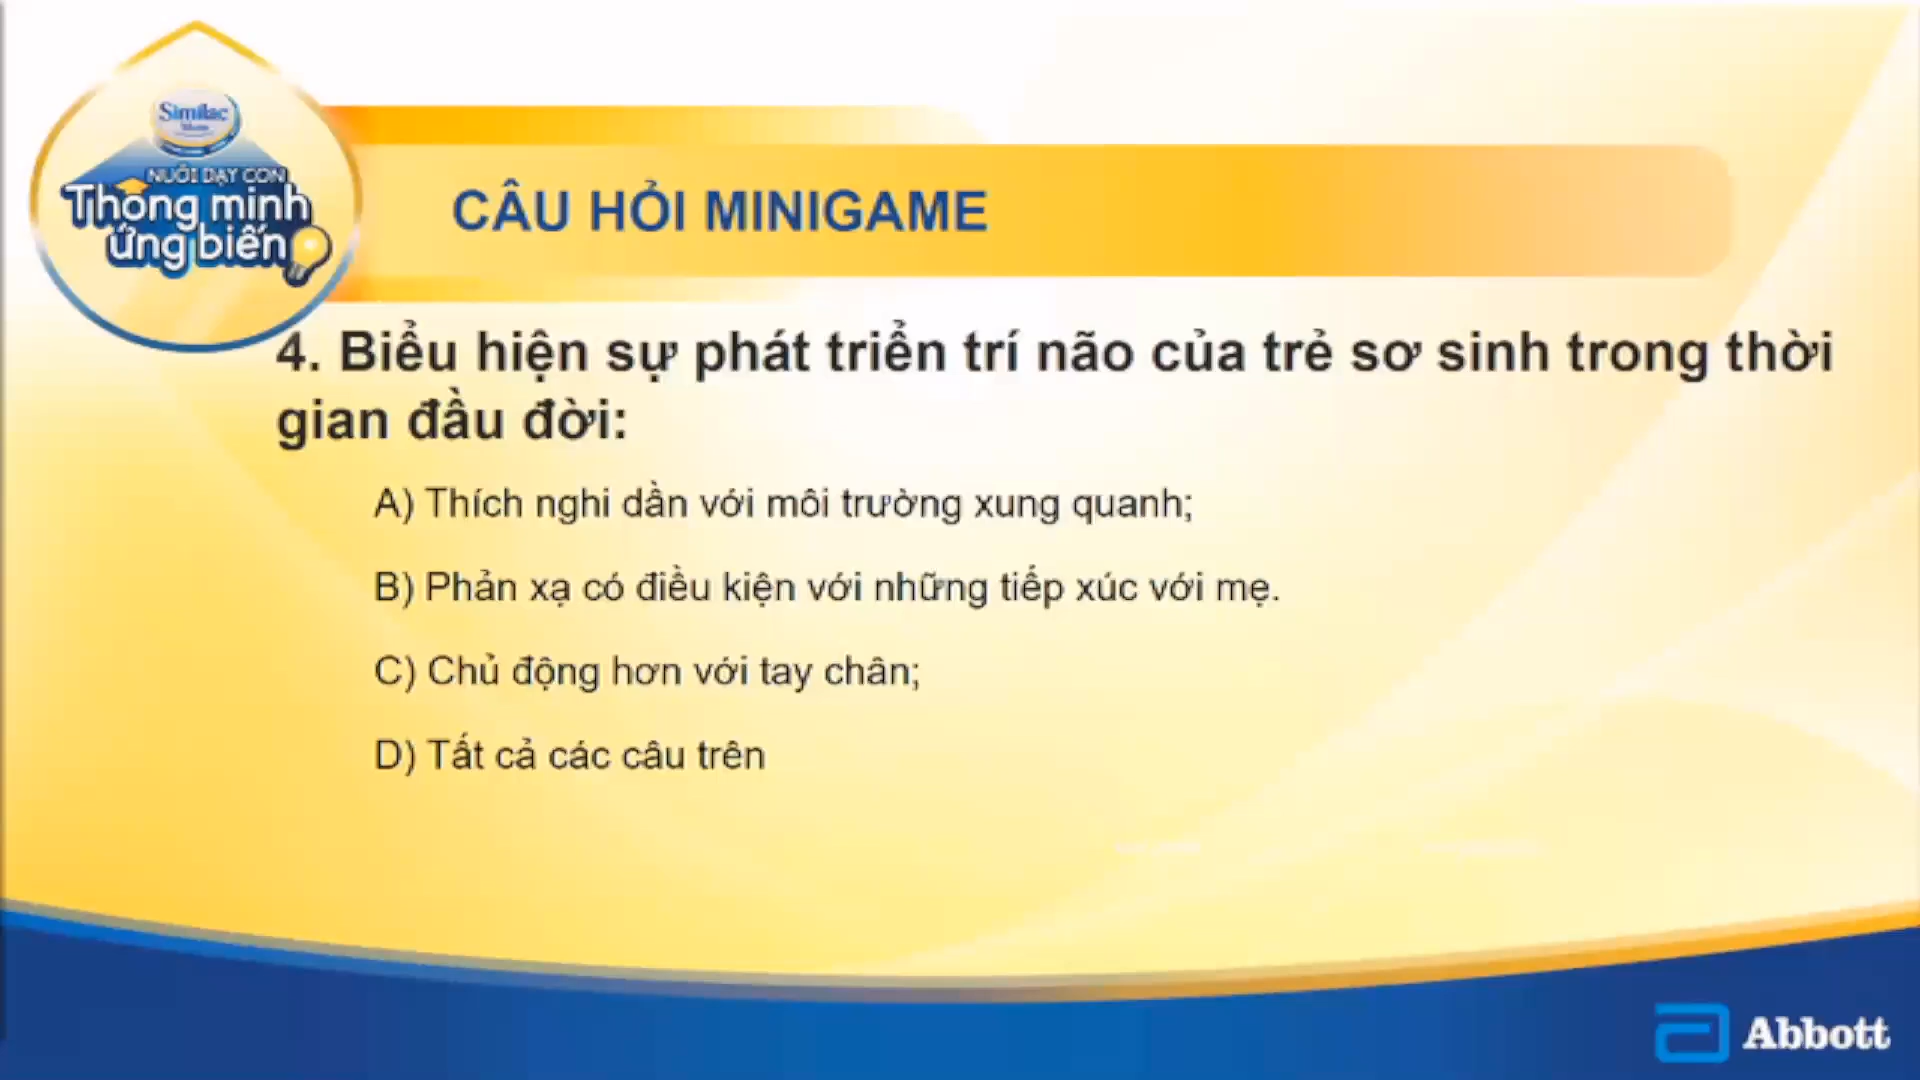 Similac
NUÔI DẠY CON
Thông minh
ứng biến
CÂU HỎI MINIGAME
4. Biểu hiện sự phát triển trí não của trẻ sơ sinh trong thời
gian đầu đời:
A) Thích nghi dần với môi trường xung quanh;
B) Phản xạ có điều kiện với những tiếp xúc với mẹ.
C) Chủ động hơn với tay chân;
D) Tất cả các câu trên
Abbott